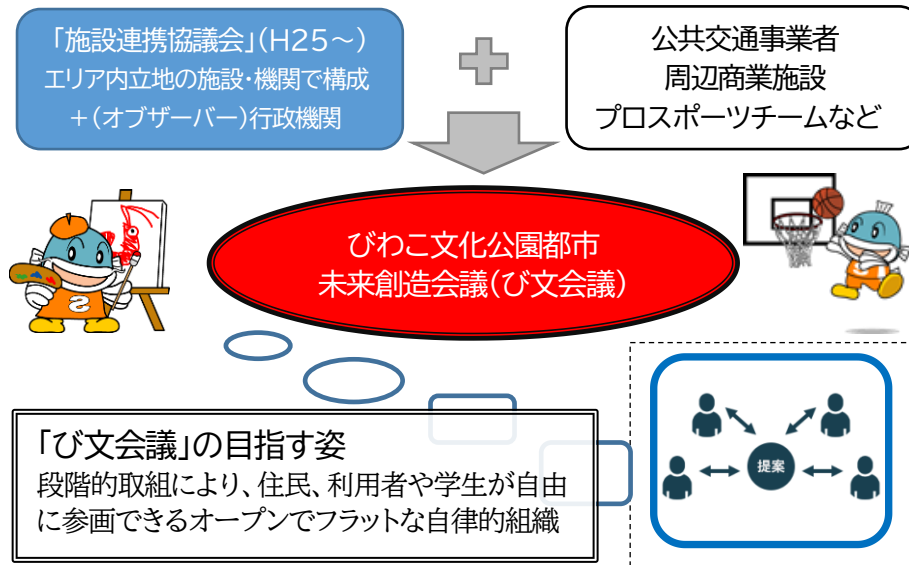 「施設連携協議会」(H25～)
エリア内立地の施設・機関で構成
＋(オブザーバー)行政機関
公共交通事業者
周辺商業施設
プロスポーツチームなど
びわこ文化公園都市
未来創造会議(び文会議)
「び文会議」の目指す姿
段階的取組により、住民、利用者や学生が自由
に参画できるオープンでフラットな自律的組織
提案